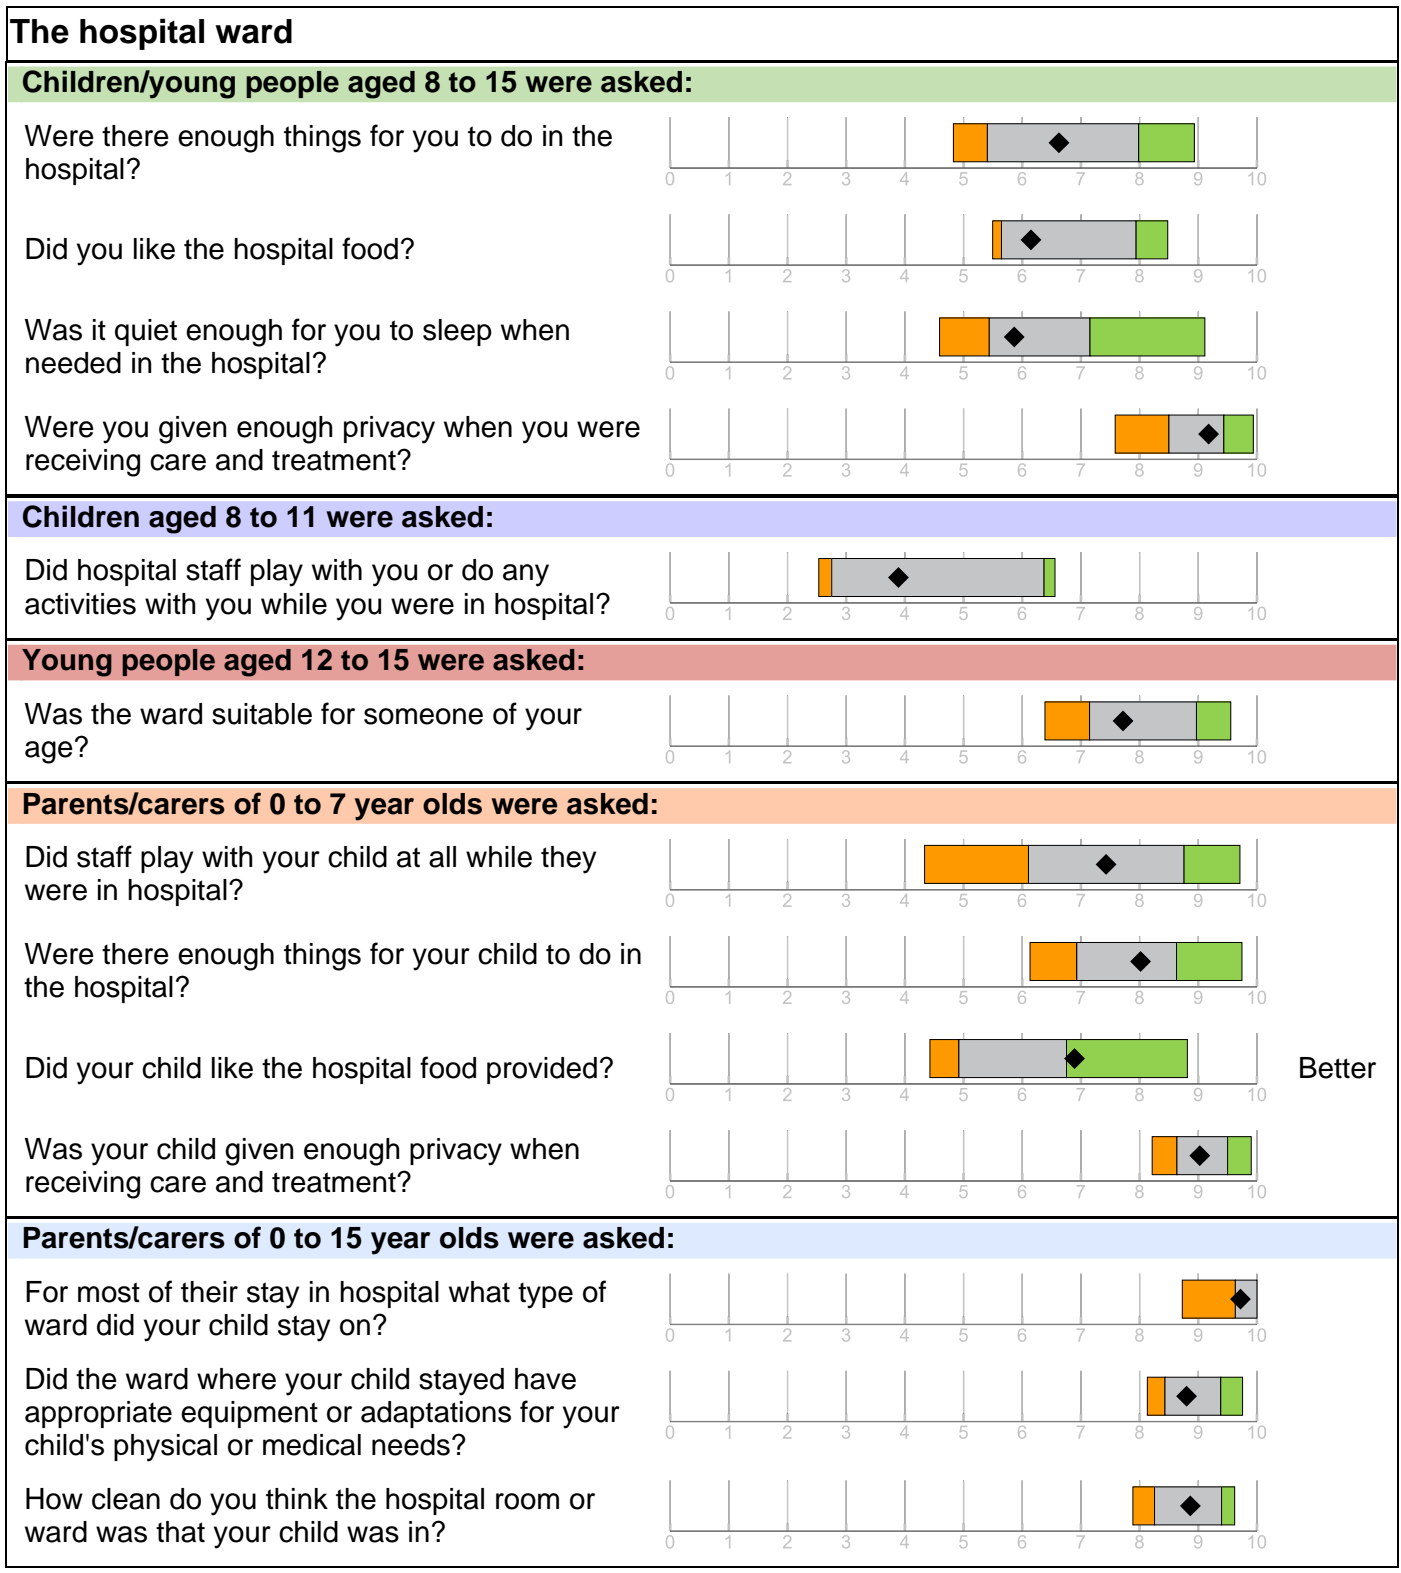 The hospital ward
Children/young people aged 8 to 15 were asked:
Were there enough things for you to do in the
hospital?
0 1 2 3 4 5 6 7 8 9 10
Did you like the hospital food?
0 1 2 3 4 5 6 7 8 9 10
Was it quiet enough for you to sleep when
needed in the hospital?
0 1 2 3 4 5 6 7 8 9 10
Were you given enough privacy when you were
receiving care and treatment?
0 1 2 3 4 5 6 7 8 9 10
Children aged 8 to 11 were asked:
Did hospital staff play with you or do any
activities with you while you were in hospital?
0 1 2 3 4 5 6 7 8 9 10
Young people aged 12 to 15 were asked:
Was the ward suitable for someone of your
age?
0 1 2 3 4 5 6 7 8 9 10
Parents/carers of 0 to 7 year olds were asked:
Did staff play with your child at all while they
were in hospital?
0 1 2 3 4 5 6 7 8 9 10
Were there enough things for your child to do in
the hospital?
0 1 2 3 4 5 6 7 8 9 10
Did your child like the hospital food provided?
Better
0 1 2 3 4 5 6 7 8 9 10
Was your child given enough privacy when
receiving care and treatment?
0 1 2 3 4 5 6 7 8 9 10
Parents/carers of 0 to 15 year olds were asked:
For most of their stay in hospital what type of
ward did your child stay on?
0 1 2 3 4 5 6 7 8 9 10
Did the ward where your child stayed have
appropriate equipment or adaptations for your
child's physical or medical needs?
0 1 2 3 4 5 6 7 8 9 10
How clean do you think the hospital room or
ward was that your child was in?
0 1 2 3 4 5 6 7 8 9 10